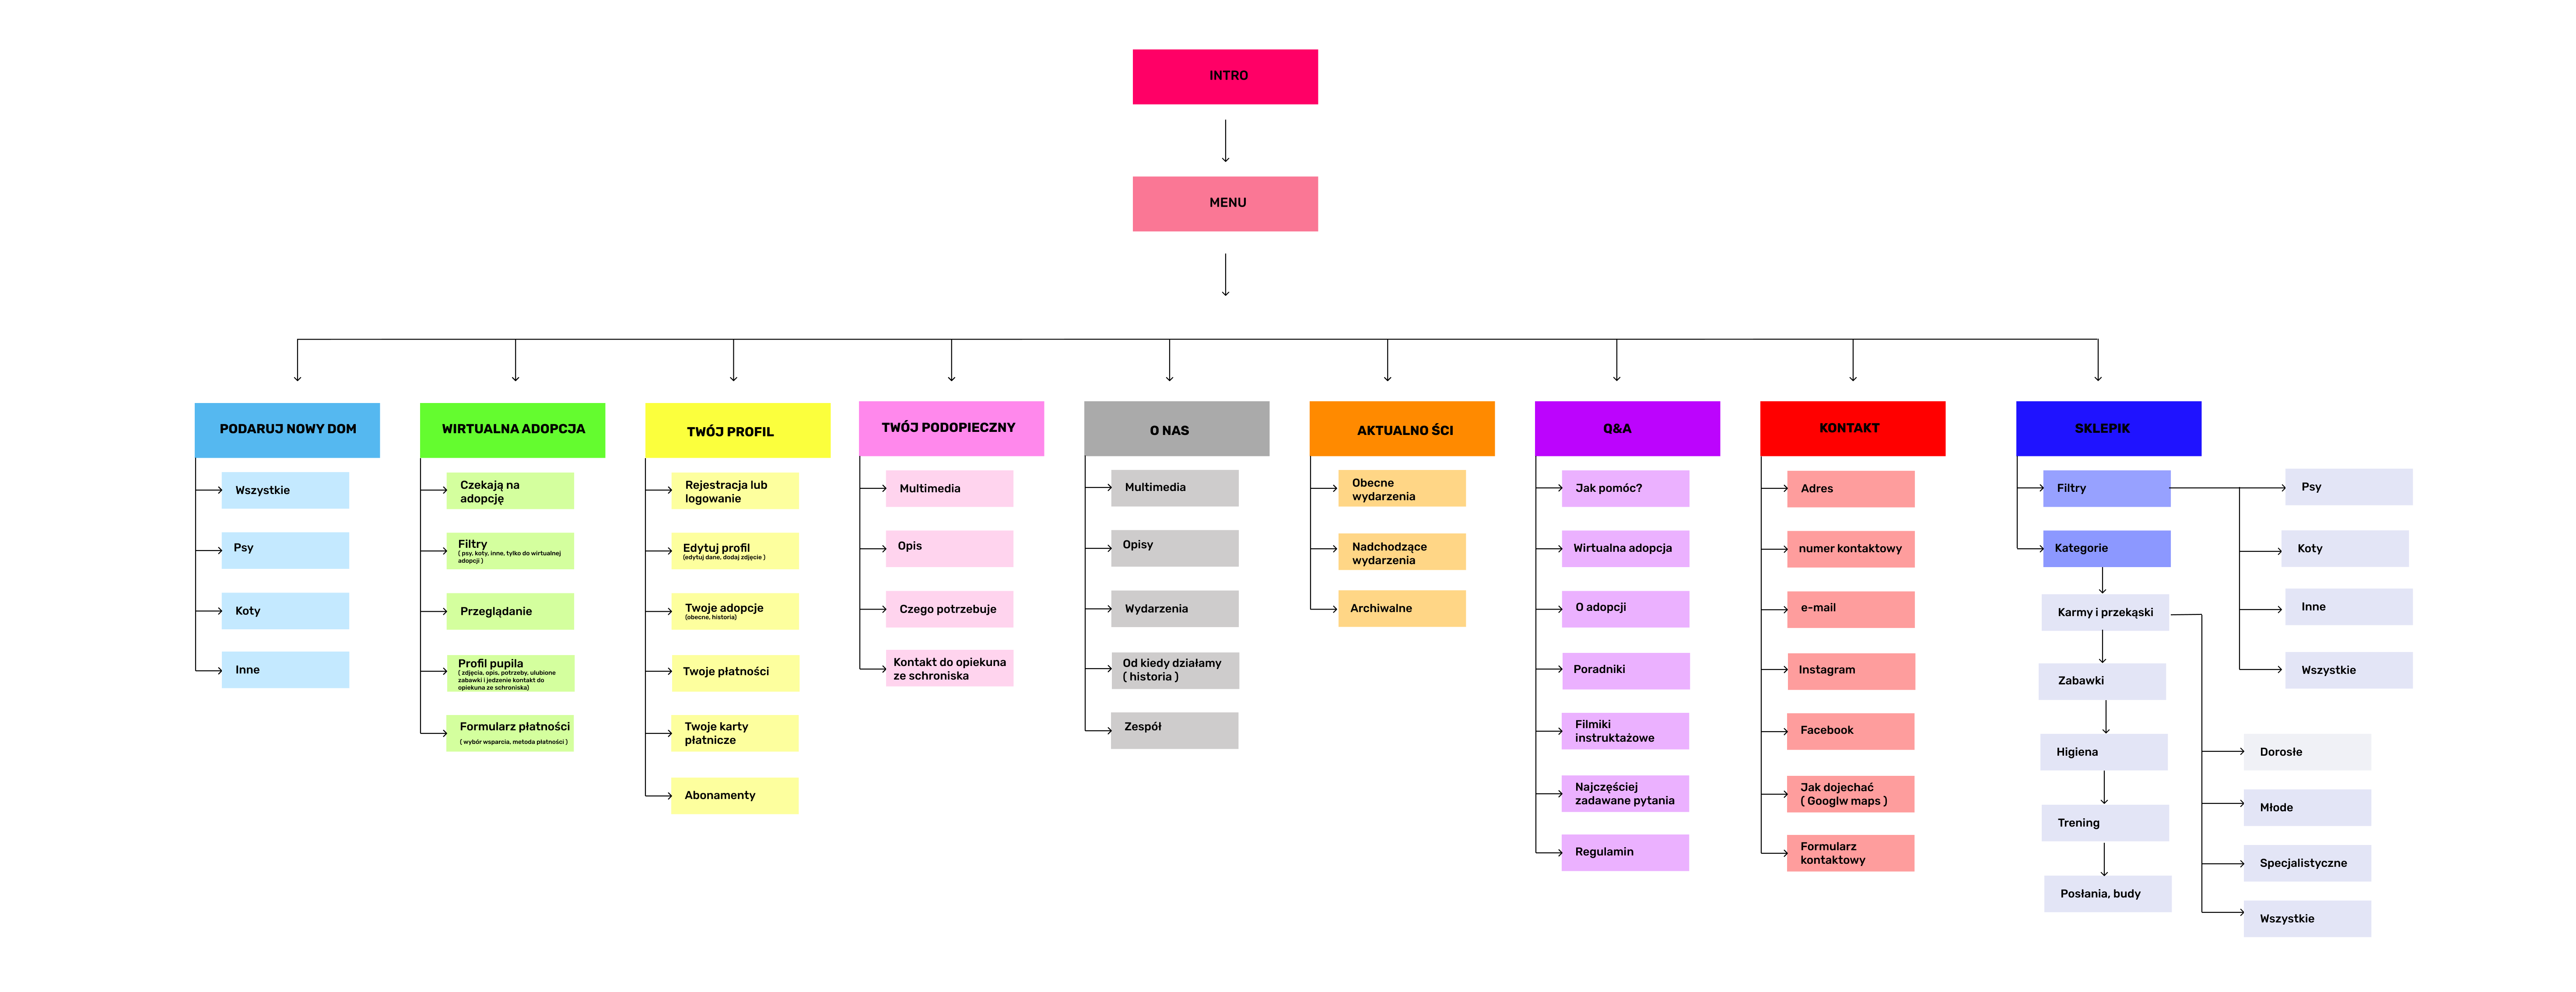 INTRO
MENU
PODARUJ NOWY DOM
Wszystkie
Psy
Koty
Inne
WIRTUALNA ADOPCJA
Czekają na
adopcję
Filtry
( psy, koty, inne, tylko do wirtualnej
adopcji )
Przeglądanie
Profil pupila
( zdjęcia, opis, potrzeby, ulubione
zabawki i jedzenie kontakt do
opiekuna ze schroniska)
Formularz płatności
( wybór wsparcia, metoda płatności )
TWÓJ PROFIL
Rejestracja lub
logowanie
Edytuj profil
(edytuj dane, dodaj zdjęcie )
Twoje adopcje
(obecne, historia)
Twoje płatności
Twoje karty
płatnicze
Abonamenty
TWÓJ PODOPIECZNY
Multimedia
Opis
Czego potrzebuje
Kontakt do opiekuna
ze schroniska
O NAS
Multimedia
Opisy
Wydarzenia
Od kiedy działamy
( historia )
Zespół
AKTUALNO ŚCI
Obecne
wydarzenia
Nadchodzące
wydarzenia
Archiwalne
Q&A
Jak pomóc?
Wirtualna adopcja
O adopcji
Poradniki
Filmiki
instruktażowe
Najczęściej
zadawane pytania
Regulamin
KONTAKT
Adres
numer kontaktowy
e-mail
Instagram
Facebook
Jak dojechać
( Googlw maps )
Formularz
kontaktowy
SKLEPIK
Filtry
Kategorie
Karmy i przekąski
Zabawki
Higiena
Trening
Posłania, budy
Psy
Koty
Inne
Wszystkie
Dorosłe
Młode
Specjalistyczne
Wszystkie